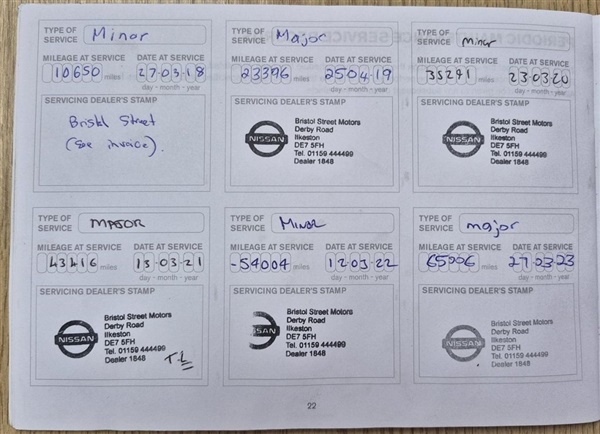 TYPE OF SERVICE Minor
MILEAGE AT SERVICE DATE AT SERVICE
10650 miles 27-03-18
day - month - year
SERVICING DEALER'S STAMP
Bristol Street
(see invoice).
TYPE OF SERVICE Major
MILEAGE AT SERVICE DATE AT SERVICE
23396 miles 2504-19
day - month - year
SERVICING DEALER'S STAMP
NISSAN
Bristol Street Motors
Derby Road
Ilkeston
DE7 5FH
Tel. 01159 444499
Dealer 1848
TYPE OF SERVICE minor
MILEAGE AT SERVICE DATE AT SERVICE
35291 miles 23-03-20
day - month - year
SERVICING DEALER'S STAMP
NISSAN
Bristol Street Motors
Derby Road
Ilkeston
DE7 5FH
Tel. 01159 444499
Dealer 1848
TYPE OF SERVICE MAJOR
MILEAGE AT SERVICE DATE AT SERVICE
43416 miles 13-03-21
day - month - year
SERVICING DEALER'S STAMP
NISSAN
Bristol Street Motors
Derby Road
Ilkeston
DE7 5FH
Tel. 01159 444499
Dealer 1848
T.L
TYPE OF SERVICE MINOR
MILEAGE AT SERVICE DATE AT SERVICE
-54004 miles 1203-22
day - month - year
SERVICING DEALER'S STAMP
SSAN
Bristol Street Motors
Derby Road
Ilkeston
DE7 5FH
Tel. 01159 444499
Dealer 1848
TYPE OF SERVICE major
MILEAGE AT SERVICE DATE AT SERVICE
65006 miles 27-0323
day - month - year
SERVICING DEALER'S STAMP
NISSAN
Bristol Street Motors
Derby Road
Ilkeston
DE7 5FH
Tel. 01159 444499
Dealer 1848
22